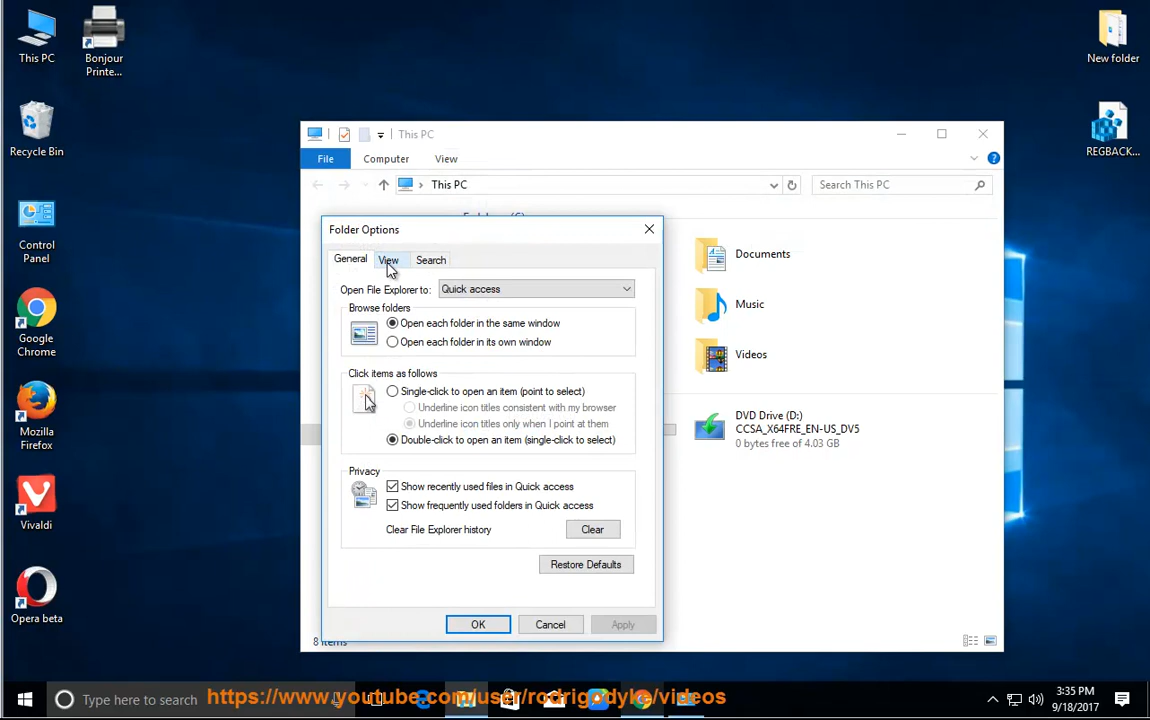 This PC
Bonjour
Printe...
New folder
Recycle Bin
REGBACK...
Control
Panel
Google
Chrome
Mozilla
Firefox
Vivaldi
Opera beta
This PC
File
Computer
View
This PC
Search This PC
Folder Options
General
View
Search
Open File Explorer to:
Quick access
Browse folders
Open each folder in the same window
Open each folder in its own window
Click items as follows
Single-click to open an item (point to select)
Underline icon titles consistent with my browser
Underline icon titles only when I point at them
Double-click to open an item (single-click to select)
Privacy
Show recently used files in Quick access
Show frequently used folders in Quick access
Clear File Explorer history
Clear
Restore Defaults
OK
Cancel
Apply
Documents
Music
Videos
DVD Drive (D:)
CCSA_X64FRE_EN-US_DV5
0 bytes free of 4.03 GB
8 items
Type here to search
https://www.youtube.com/user/rodrigodyke/videos
3:35 PM
9/18/2017